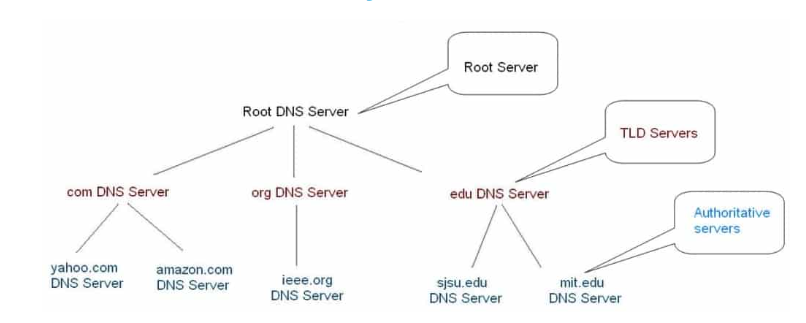 Root Server
Root DNS Server
TLD Servers
com DNS Server
org DNS Server
edu DNS Server
Authoritative
servers
yahoo.com
DNS Server
amazon.com
DNS Server
ieee.org
DNS Server
sjsu.edu
DNS Server
mit.edu
DNS Server